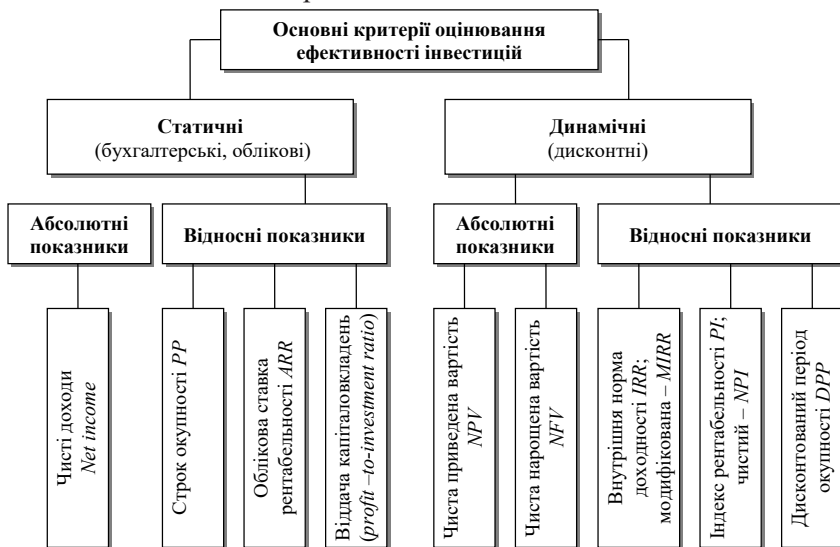 Основні критерії оцінювання
ефективності інвестицій
Статичні
(бухгалтерські, облікові)
Динамічні
(дисконтні)
Абсолютні
показники
Відносні показники
Абсолютні
показники
Відносні показники
Чисті доходи
Net income
Строк окупності PP
Облікова ставка
рентабельності ARR
Віддача капіталовкладень
(profit –to-investment ratio)
Чиста приведена вартість
NPV
Чиста нарощена вартість
NFV
Внутрішня норма
доходності IRR;
модифікована – MIRR
Індекс рентабельності PI;
чистий – NPI
Дисконтований період
окупності DPP